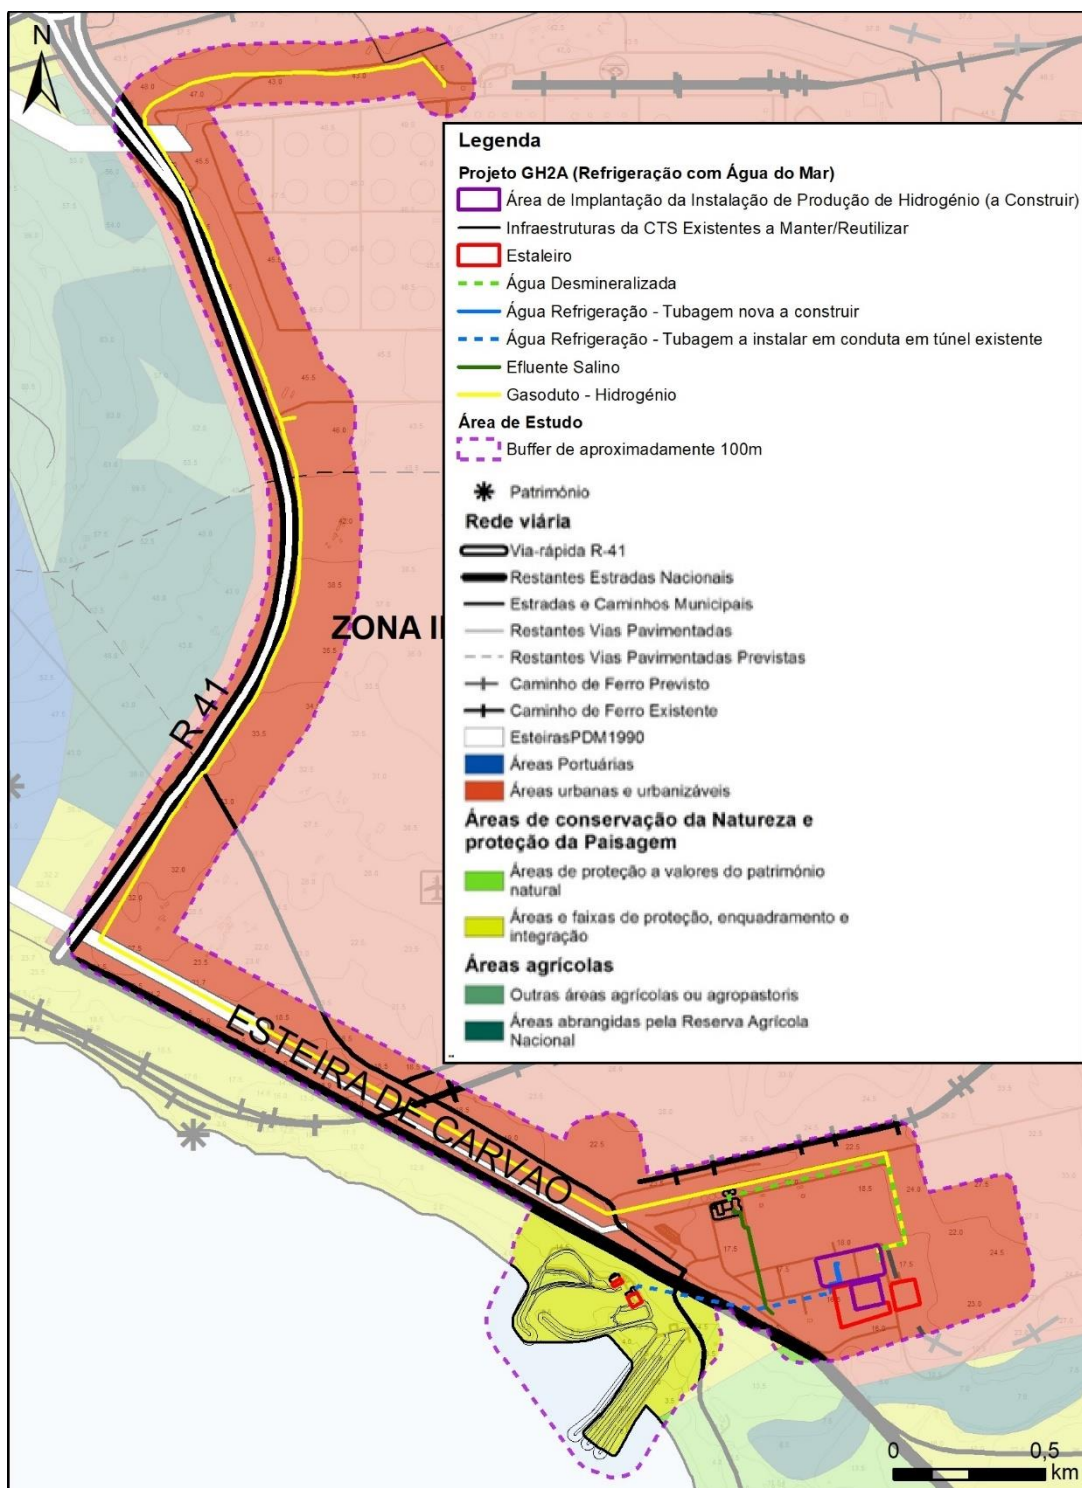 N
Legenda
Projeto GH2A (Refrigeração com Água do Mar)
Área de Implantação da Instalação de Produção de Hidrogénio (a Construir)
Infraestruturas da CTS Existentes a Manter/Reutilizar
Estaleiro
Água Desmineralizada
Água Refrigeração - Tubagem nova a construir
Água Refrigeração - Tubagem a instalar em conduta em túnel existente
Efluente Salino
Gasoduto - Hidrogénio
Área de Estudo
Buffer de aproximadamente 100m
Património
Rede viária
Via-rápida R-41
Restantes Estradas Nacionais
Estradas e Caminhos Municipais
Restantes Vias Pavimentadas
Restantes Vias Pavimentadas Previstas
Caminho de Ferro Previsto
Caminho de Ferro Existente
EsteirasPDM1990
Áreas Portuárias
Áreas urbanas e urbanizáveis
Áreas de conservação da Natureza e
proteção da Paisagem
Áreas de proteção a valores do património
natural
Áreas e faixas de proteção, enquadramento e
integração
Áreas agrícolas
Outras áreas agrícolas ou agropastoris
Áreas abrangidas pela Reserva Agrícola
Nacional
ZONA
R 41
ESTEIRA DE CARVAO
0 0,5
km